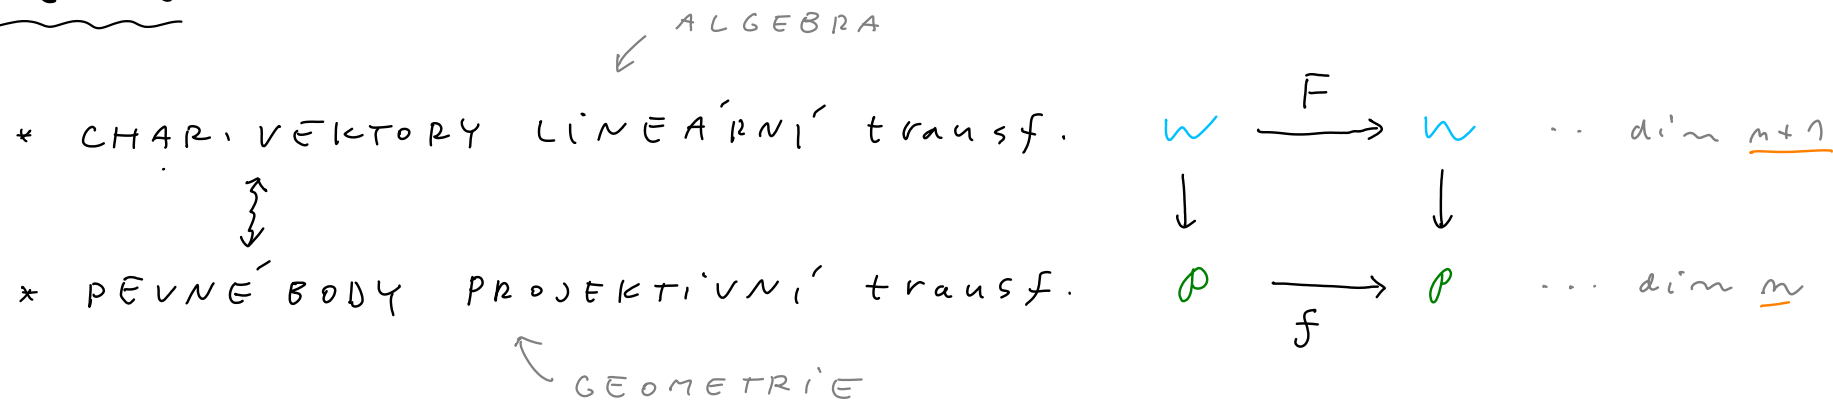 ALGEBRA
* CHAR. VEKTORY LINEÁRNÍ transf. W F W .. dim n+1
* PEVNÉ BODY PROJEKTIVNÍ transf. P f P ... dim n
GEOMETRIE